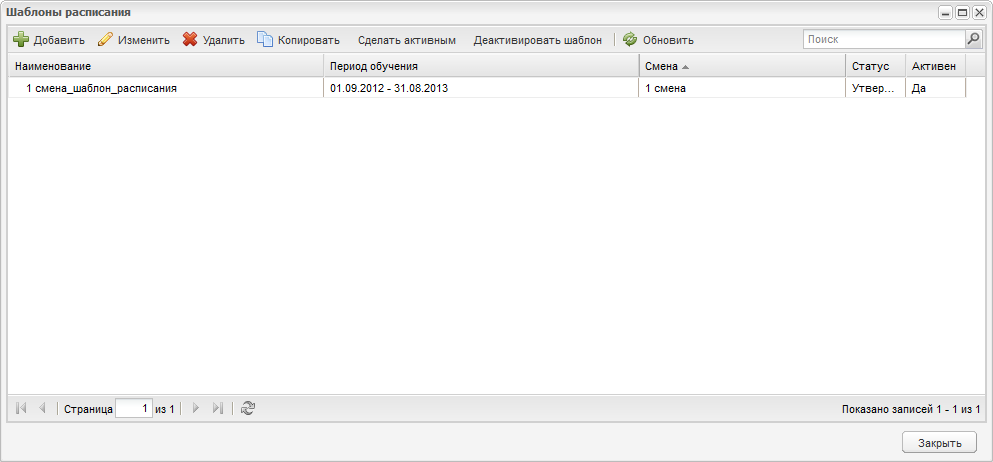 Шаблоны расписания
Добавить Изменить Удалить Копировать Сделать активным Деактивировать шаблон Обновить Поиск
Наименование Период обучения Смена Статус Активен
1 смена_шаблон_расписания 01.09.2012 - 31.08.2013 1 смена Утвер... Да
Страница 1 из 1 Показано записей 1 - 1 из 1
Закрыть